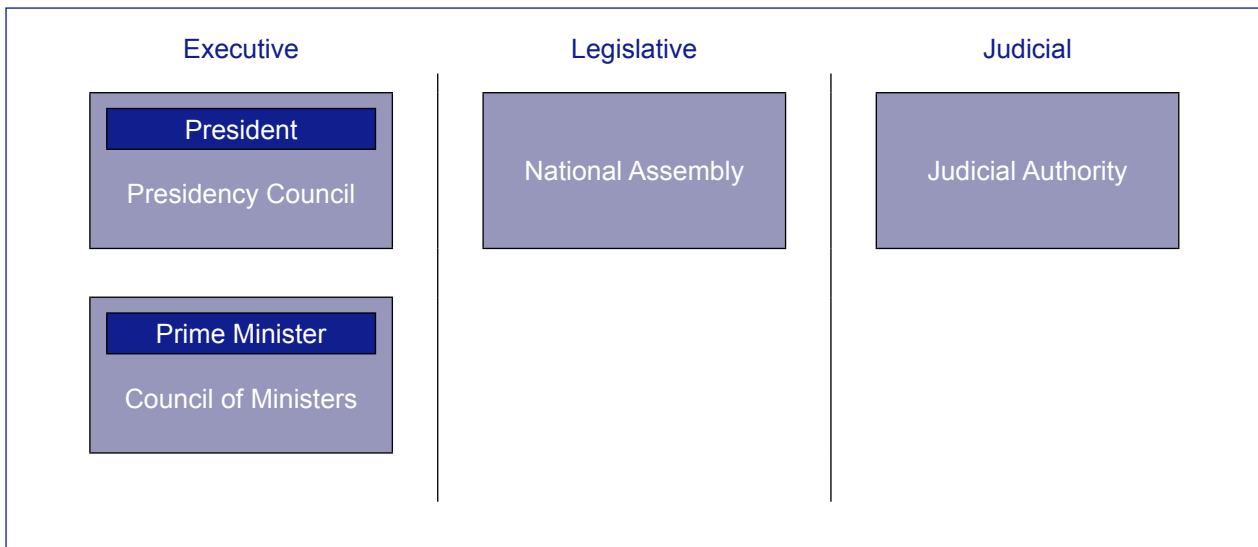 Executive
Legislative
Judicial
President
Presidency Council
National Assembly
Judicial Authority
Prime Minister
Council of Ministers